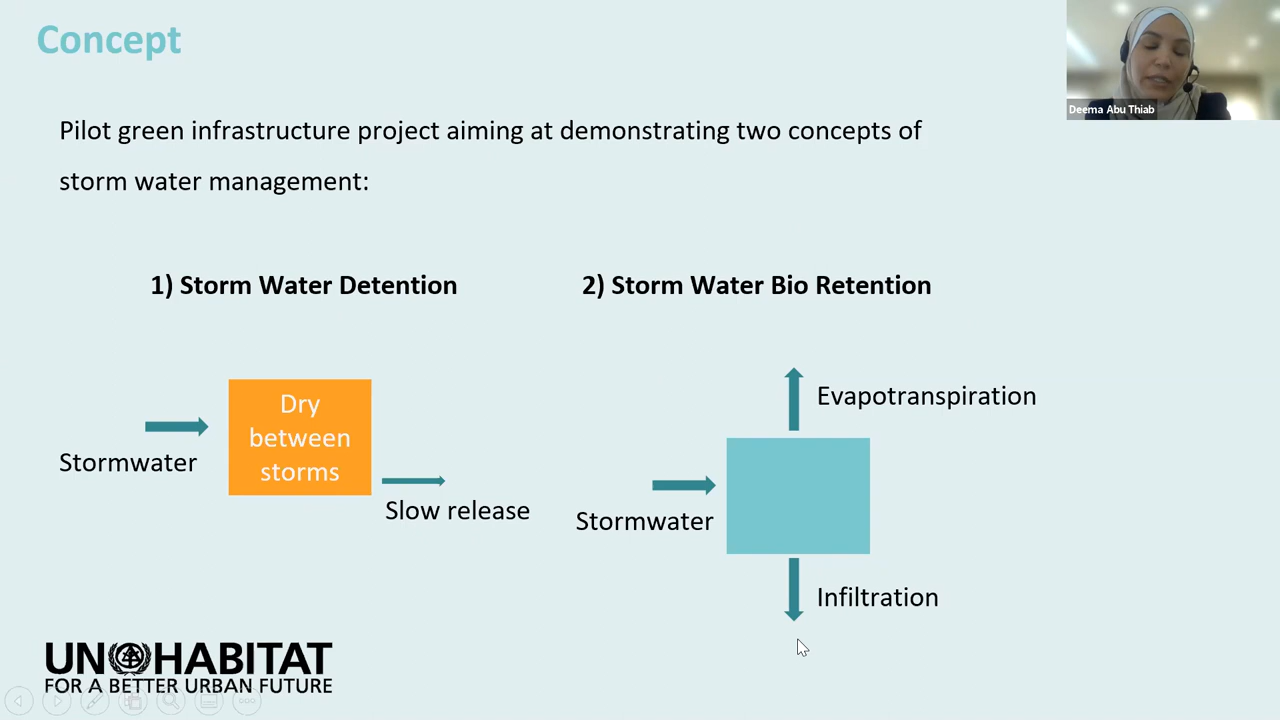 Concept
Deema Abu Thiab
Pilot green infrastructure project aiming at demonstrating two concepts of
storm water management:
1) Storm Water Detention
2) Storm Water Bio Retention
Dry
between
storms
Stormwater
Slow release
Evapotranspiration
Stormwater
Infiltration
UN HABITAT
FOR A BETTER URBAN FUTURE